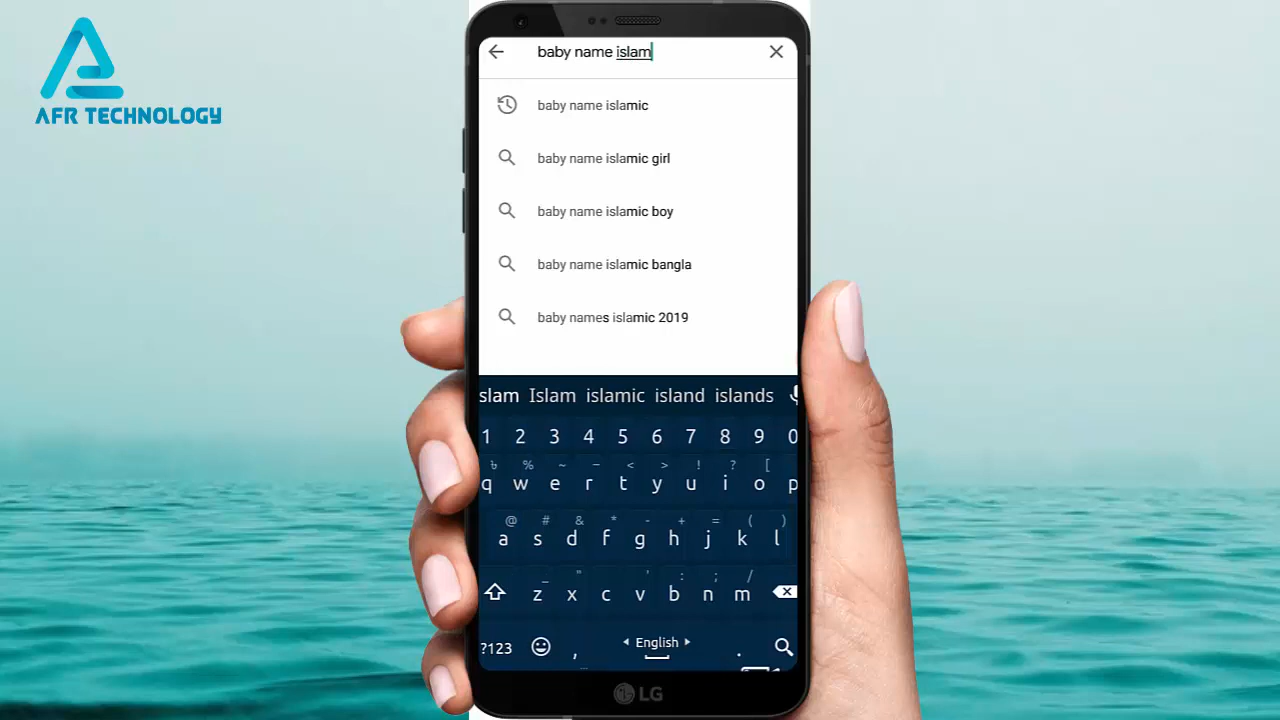 AFR TECHNOLOGY
baby name islam
baby name islamic
baby name islamic girl
baby name islamic boy
baby name islamic bangla
baby names islamic 2019
slam Islam islamic island islands
1 2 3 4 5 6 7 8 9 0
৳ % ~ − < > ! ? [
q w e r t y u i o p
@ # & * - + = ( )
a s d f g h j k l
_ " ' : ; /
z x c v b n m
?123 , English .
LG